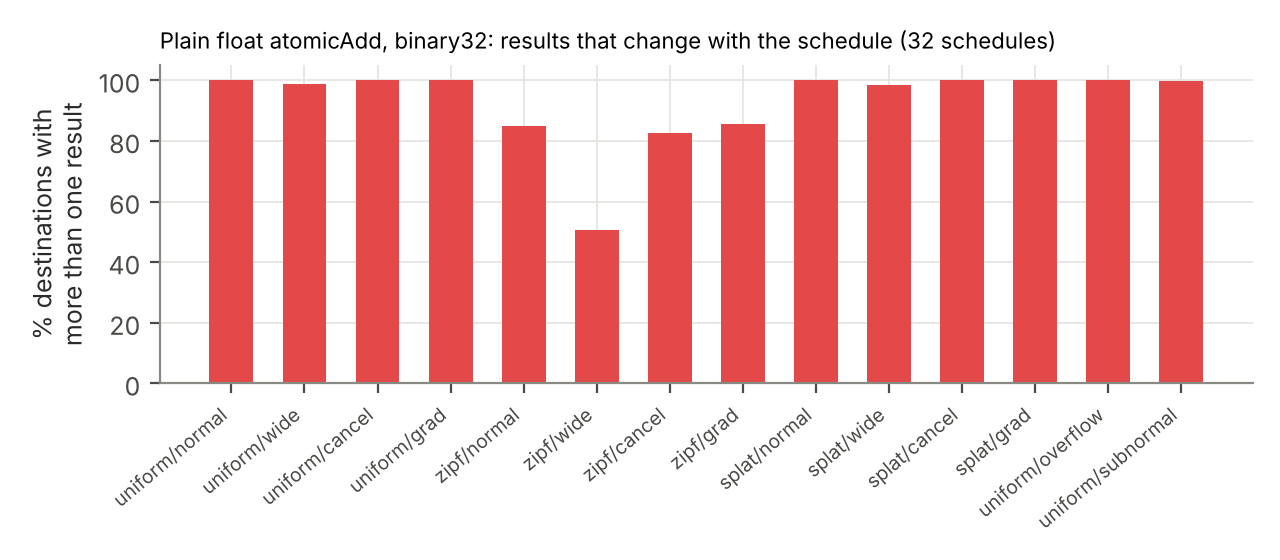 Plain float atomicAdd, binary32: results that change with the schedule (32 schedules)
% destinations with
more than one result
100
80
60
40
20
0
uniform/normal
uniform/wide
uniform/cancel
uniform/grad
zipf/normal
zipf/wide
zipf/cancel
zipf/grad
splat/normal
splat/wide
splat/cancel
splat/grad
uniform/overflow
uniform/subnormal